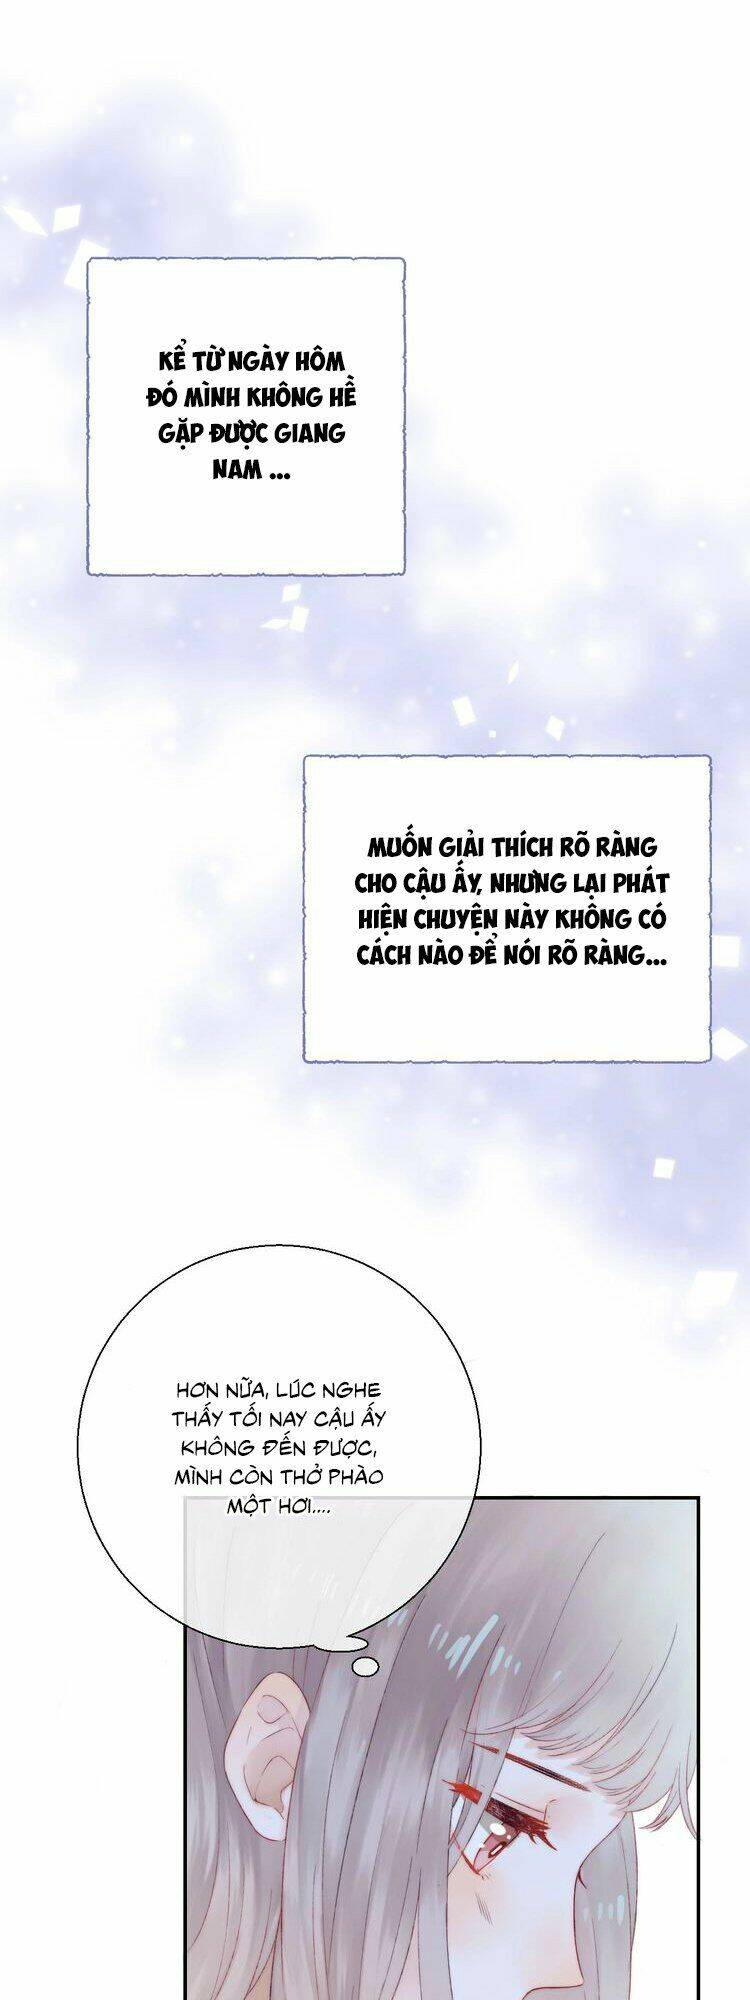 KỂ TỪ NGÀY HÔM
ĐÓ MÌNH KHÔNG HỀ
GẶP ĐƯỢC GIANG
NAM ...
MUỐN GIẢI THÍCH RÕ RÀNG
CHO CẬU ẤY, NHƯNG LẠI PHÁT
HIỆN CHUYỆN NÀY KHÔNG CÓ
CÁCH NÀO ĐỂ NÓI RÕ RÀNG...
HƠN NỮA, LÚC NGHE
THẤY TỐI NAY CẬU ẤY
KHÔNG ĐẾN ĐƯỢC,
MÌNH CÒN THỞ PHÀO
MỘT HƠI....